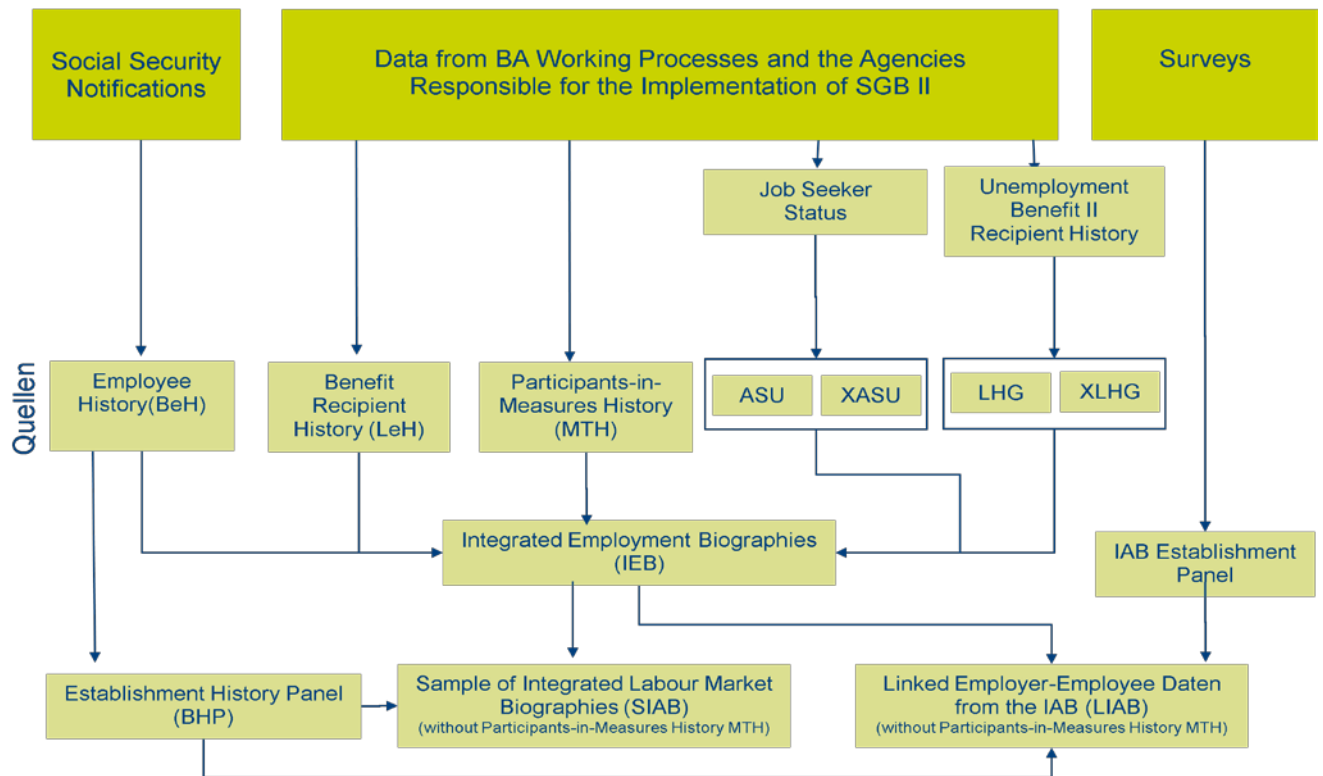 Social Security
Notifications
Data from BA Working Processes and the Agencies
Responsible for the Implementation of SGB II
Surveys
Job Seeker
Status
Unemployment
Benefit II
Recipient History
Quellen
Employee
History(BeH)
Benefit
Recipient
History (LeH)
Participants-in-
Measures History
(MTH)
ASU
XASU
LHG
XLHG
Integrated Employment Biographies
(IEB)
IAB Establishment
Panel
Establishment History Panel
(BHP)
Sample of Integrated Labour Market
Biographies (SIAB)
(without Participants-in-Measures History MTH)
Linked Employer-Employee Daten
from the IAB (LIAB)
(without Participants-in-Measures History MTH)